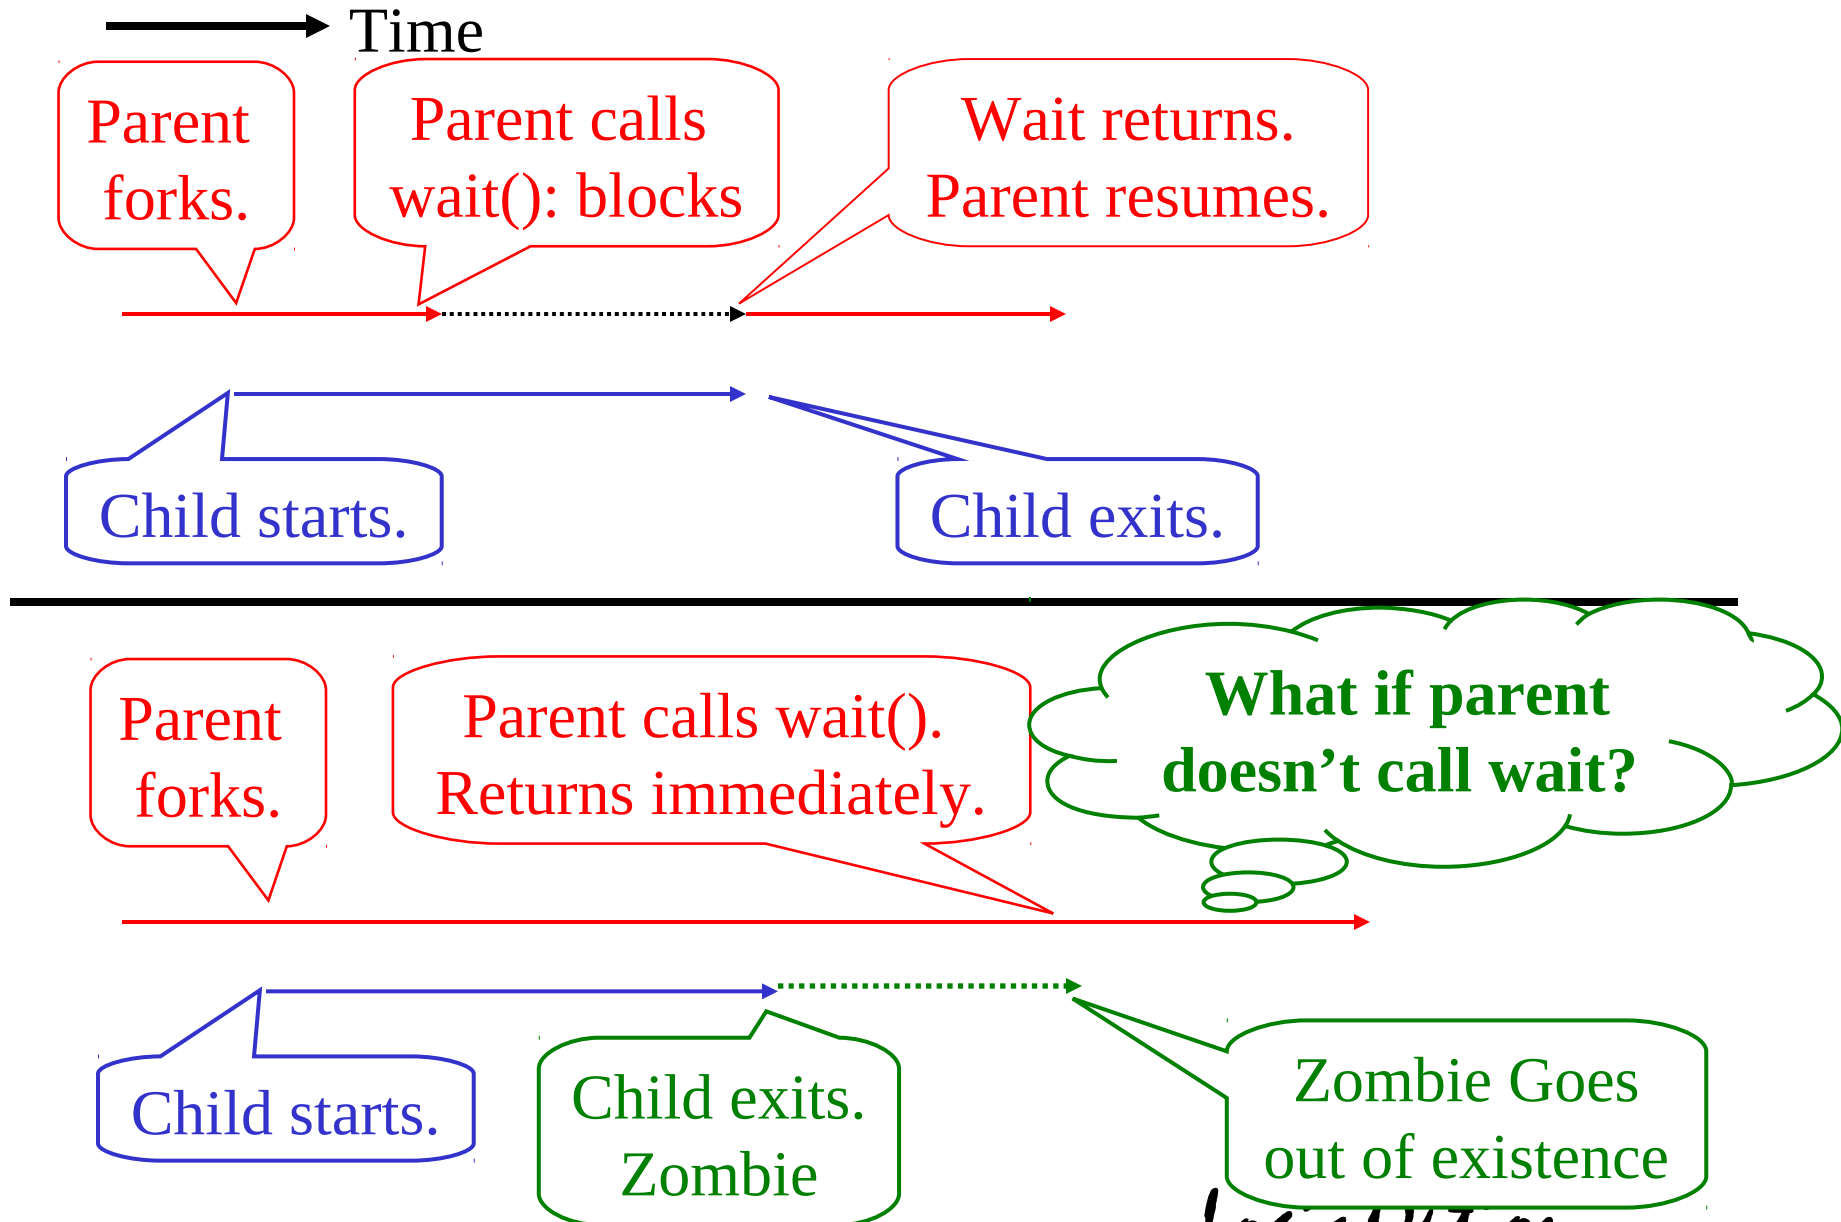 Time
Parent
forks.
Parent calls
wait(): blocks
Wait returns.
Parent resumes.
Child starts.
Child exits.
Parent
forks.
Parent calls wait().
Returns immediately.
What if parent
doesn’t call wait?
Child starts.
Child exits.
Zombie
Zombie Goes
out of existence